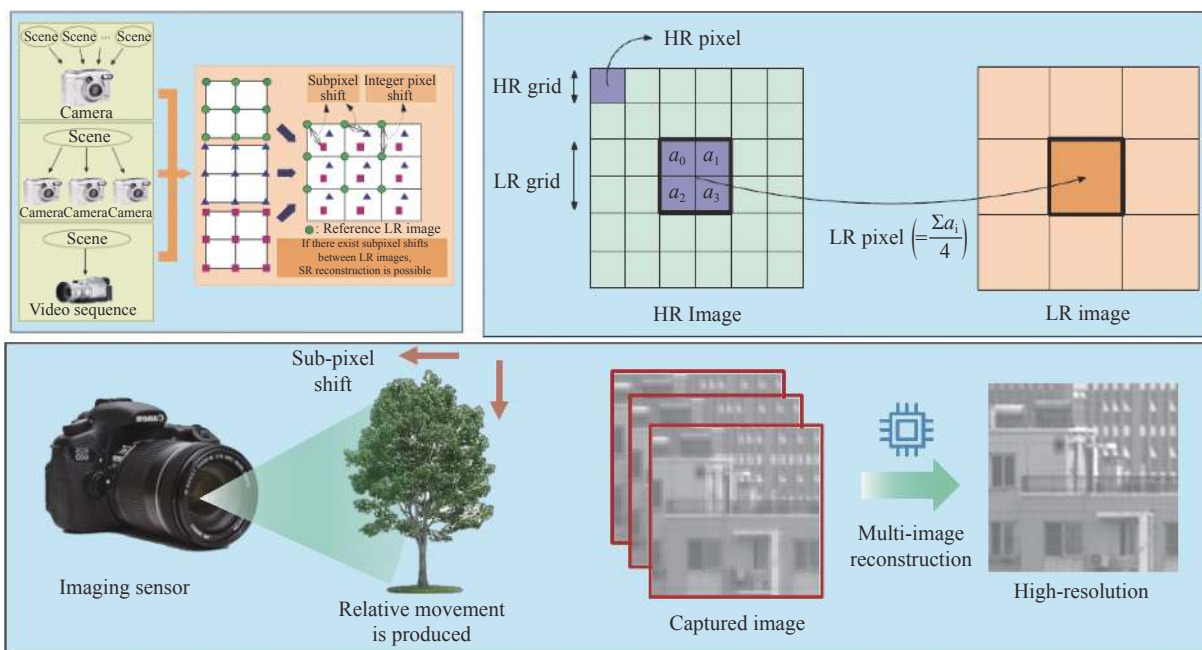 Scene Scene ... Scene
Camera
Scene
Camera Camera Camera
Scene
Video sequence
Subpixel
shift
Integer pixel
shift
: Reference LR image
If there exist subpixel shifts
between LR images,
SR reconstruction is possible
HR pixel
HR grid
LR grid
a0 a1
a2 a3
LR pixel (=Σai/4)
HR Image
LR image
Sub-pixel
shift
Canon
Imaging sensor
Relative movement
is produced
Captured image
Multi-image
reconstruction
High-resolution